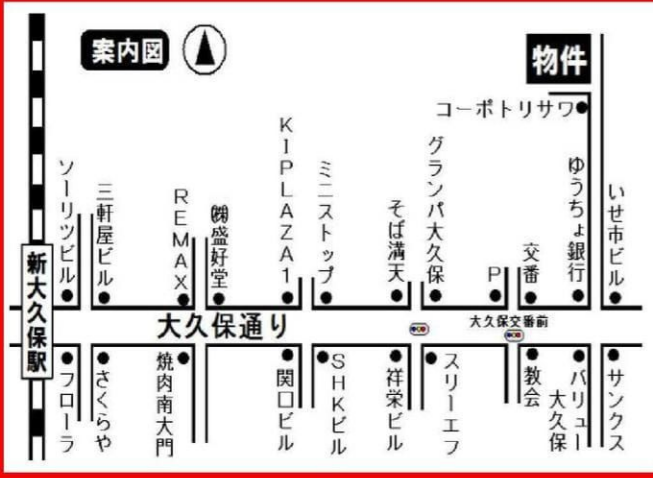 案内図
物件
コーポトリサワ
ソーリツビル
三軒屋ビル
REMAX
㈱盛好堂
KIPLAZA1
ミニストップ
そば満天
グランパ大久保
P
交番
ゆうちょ銀行
いせ市ビル
新大久保駅
大久保通り
大久保交番前
フローラ
さくらや
焼肉南大門
関口ビル
SHKビル
祥栄ビル
スリーエフ
教会
バリュー
大久保
サンクス